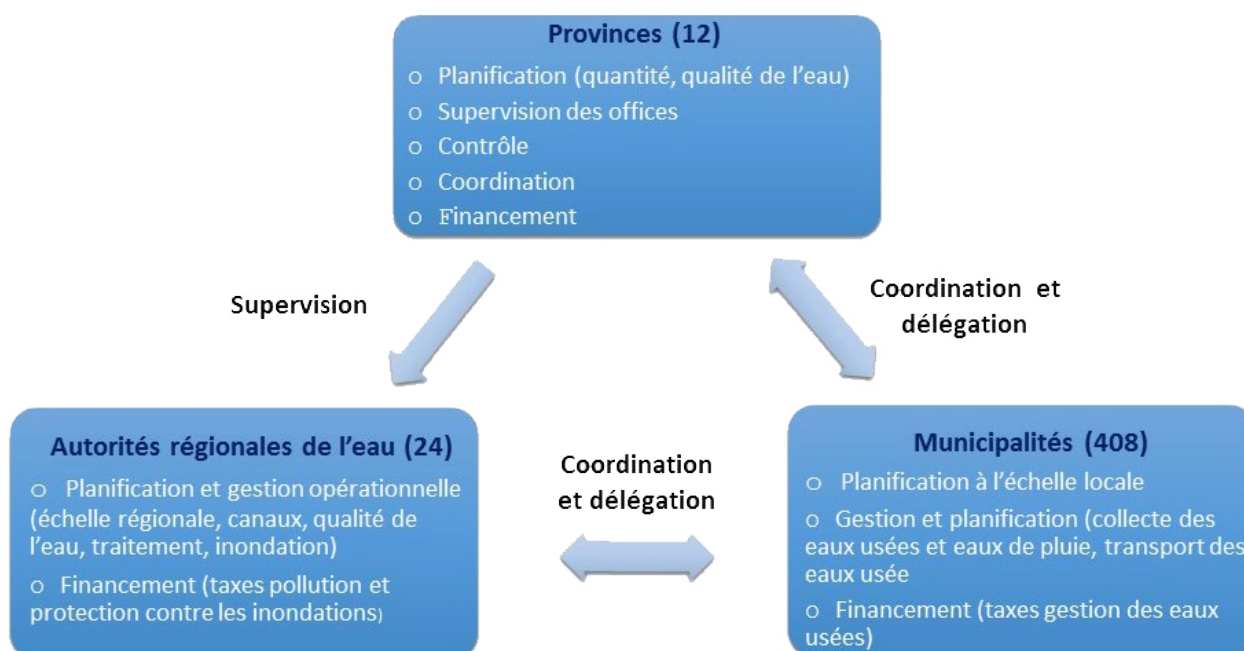 Provinces (12)
o Planification (quantité, qualité de l’eau)
o Supervision des offices
o Contrôle
o Coordination
o Financement
Supervision
Coordination et
délégation
Autorités régionales de l’eau (24)
o Planification et gestion opérationnelle
(échelle régionale, canaux, qualité de
l’eau, traitement, inondation)
o Financement (taxes pollution et
protection contre les inondations)
Coordination
et délégation
Municipalités (408)
o Planification à l’échelle locale
o Gestion et planification (collecte des
eaux usées et eaux de pluie, transport des
eaux usée
o Financement (taxes gestion des eaux
usées)